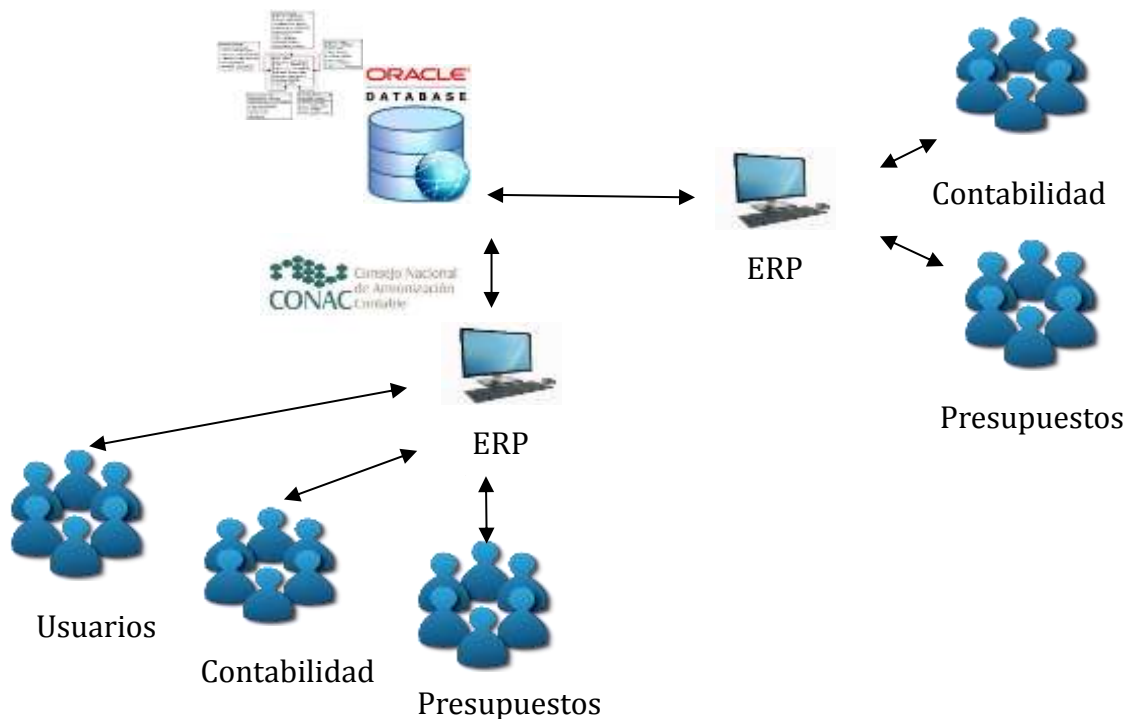 ORACLE
DATABASE
Contabilidad
ERP
CONAC
Consejo Nacional
de Armonización
Contable
Presupuestos
ERP
Usuarios
Contabilidad
Presupuestos